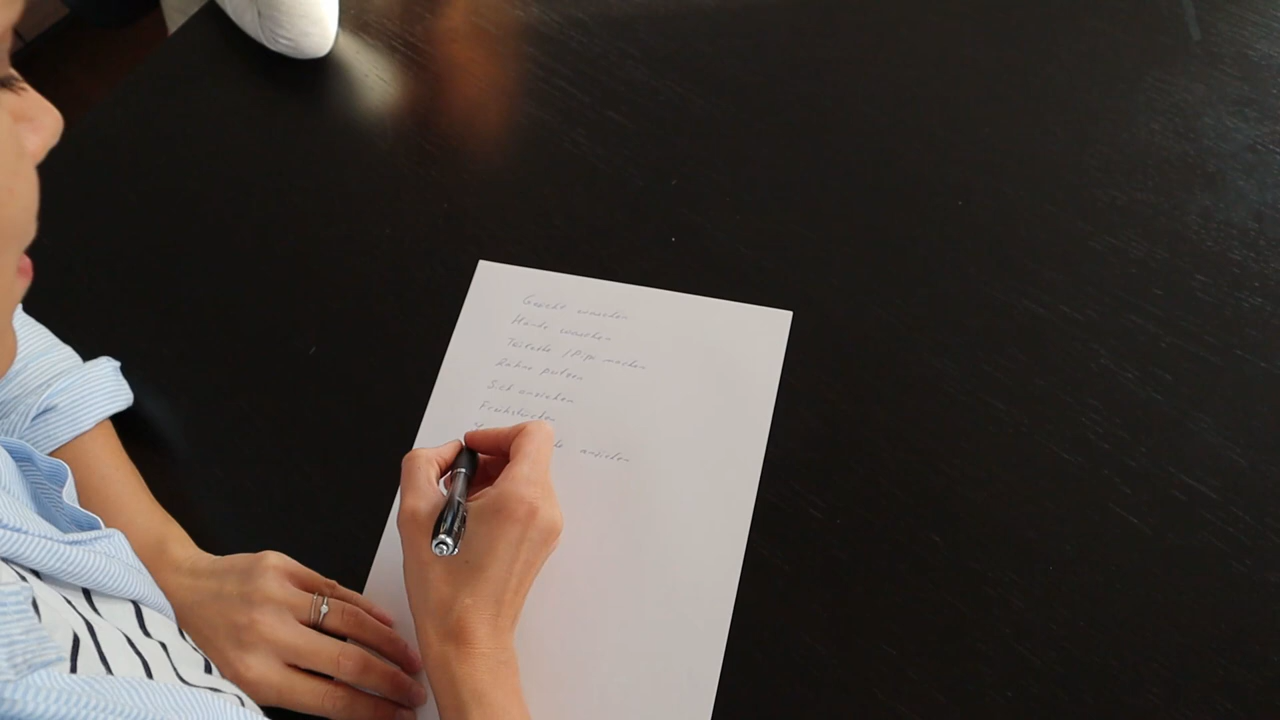 Gesicht waschen
Hände waschen
Toilette / Pipi machen
Zähne putzen
Sich anziehen
Frühstücken
anziehen